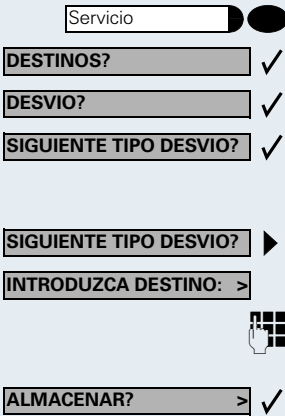 Servicio
DESTINOS?
DESVIO?
SIGUIENTE TIPO DESVIO?
SIGUIENTE TIPO DESVIO?
INTRODUZCA DESTINO: >
ALMACENAR? >